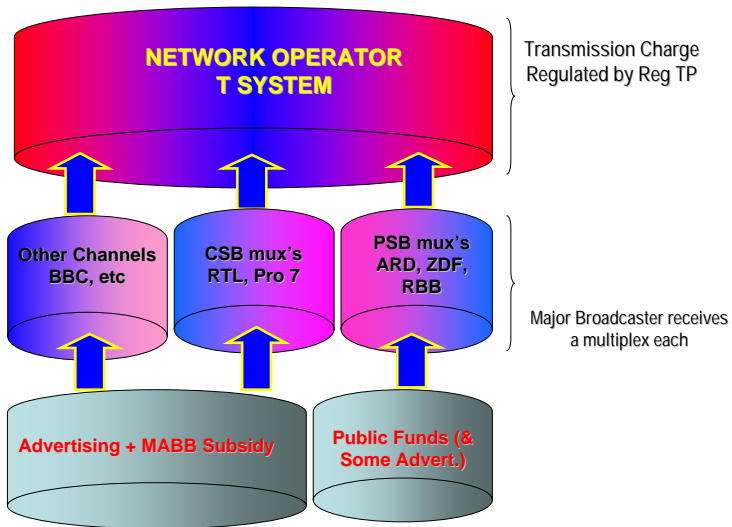 NETWORK OPERATOR
T SYSTEM
Transmission Charge
Regulated by Reg TP
Other Channels
BBC, etc
CSB mux's
RTL, Pro 7
PSB mux's
ARD, ZDF,
RBB
Major Broadcaster receives
a multiplex each
Advertising + MABB Subsidy
Public Funds (&
Some Advert.)